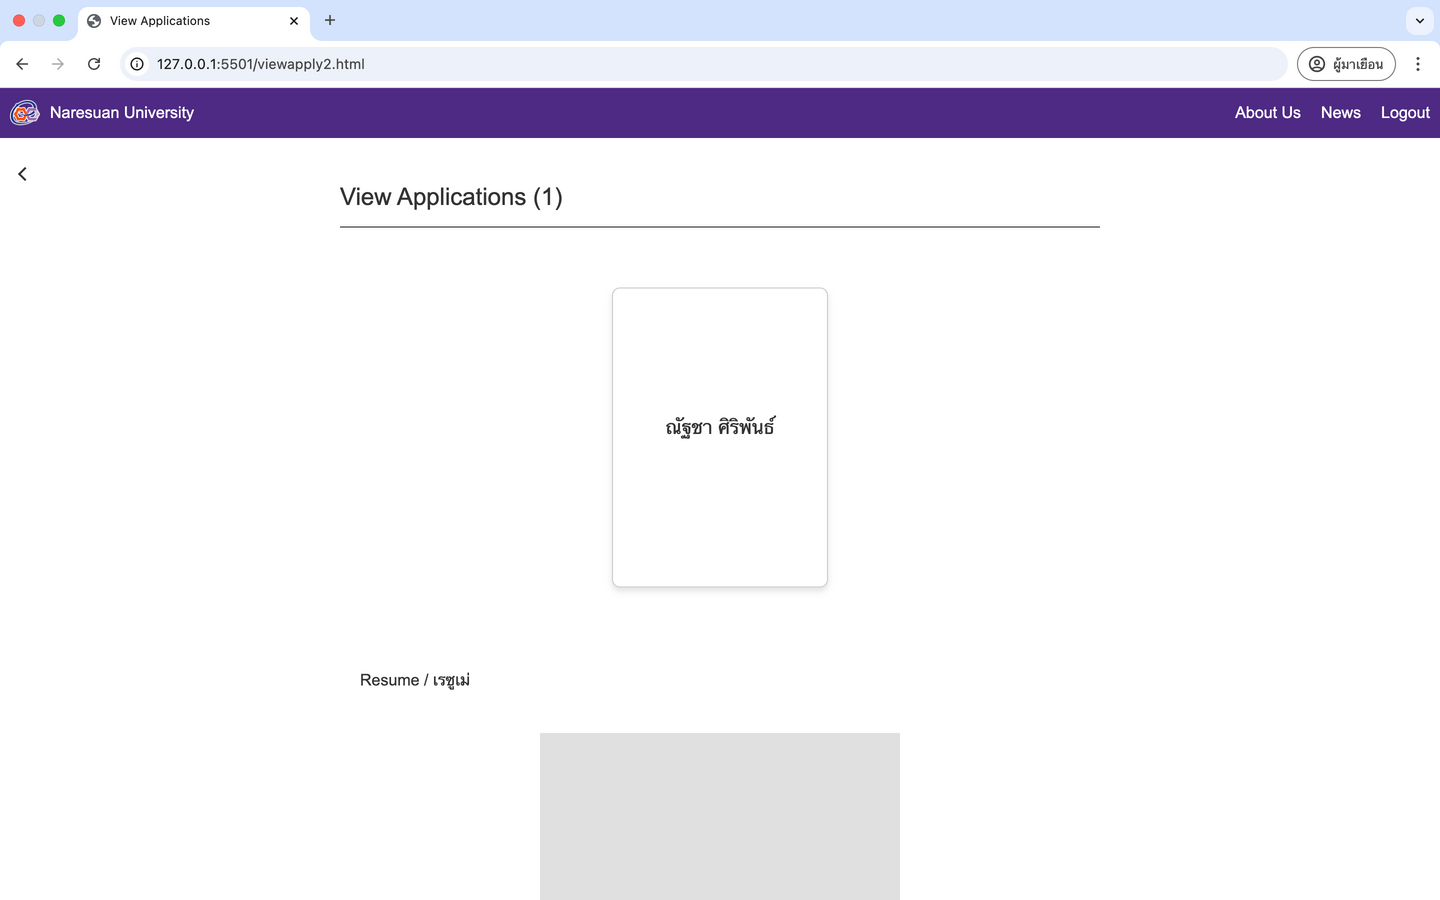 View Applications
127.0.0.1:5501/viewapply2.html
ผู้มาเยือน
Naresuan University
About Us
News
Logout
View Applications (1)
ณัฐชา ศิริพันธ์
Resume / เรซูเม่